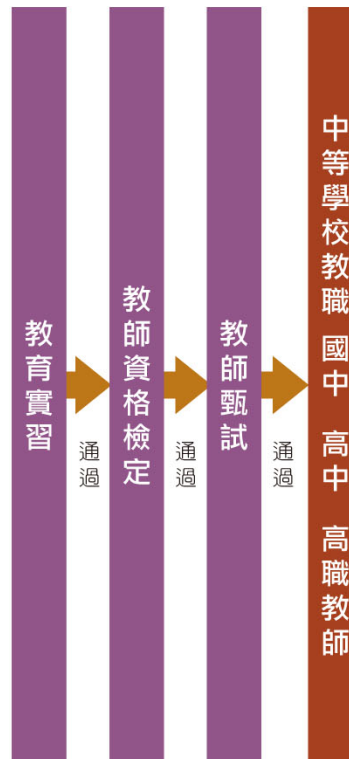 教育實習
通過
教師資格檢定
通過
教師甄試
通過
中等學校教職 國中 高中 高職教師